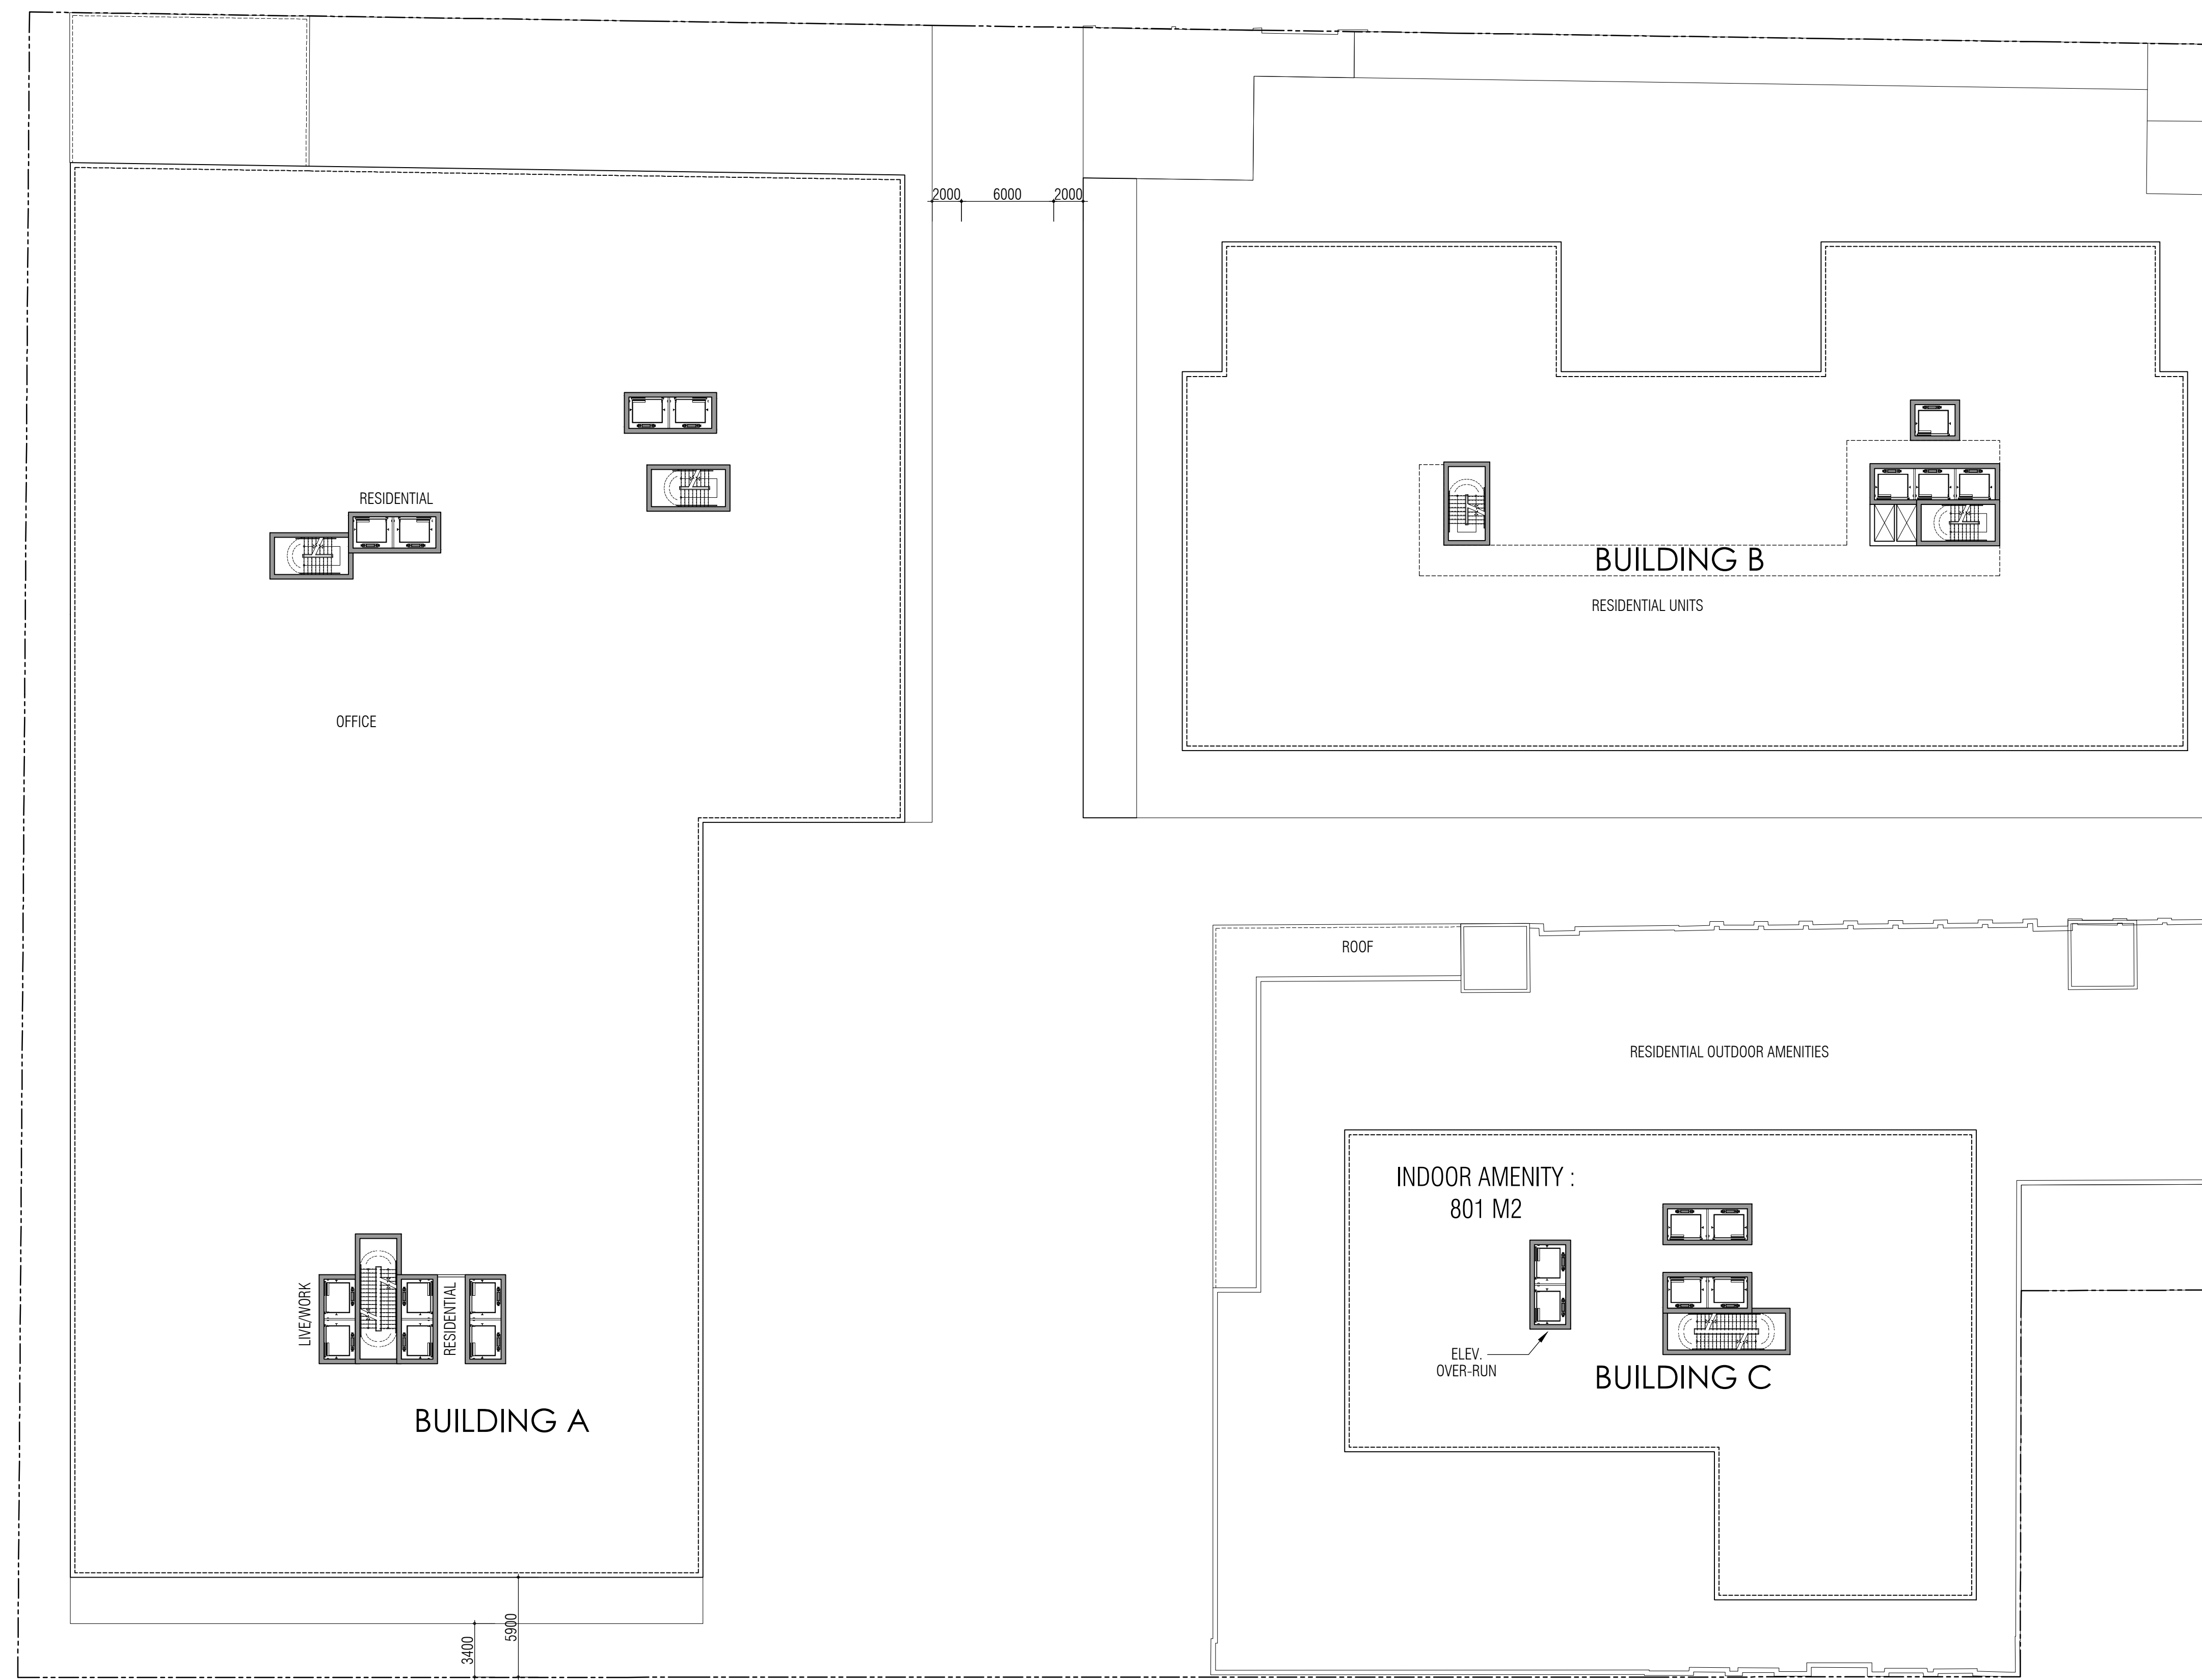 2000 6000 2000
RESIDENTIAL
OFFICE
LIVE/WORK
RESIDENTIAL
BUILDING A
3400
5900
BUILDING B
RESIDENTIAL UNITS
ROOF
RESIDENTIAL OUTDOOR AMENITIES
INDOOR AMENITY :
801 M2
ELEV.
OVER-RUN
BUILDING C